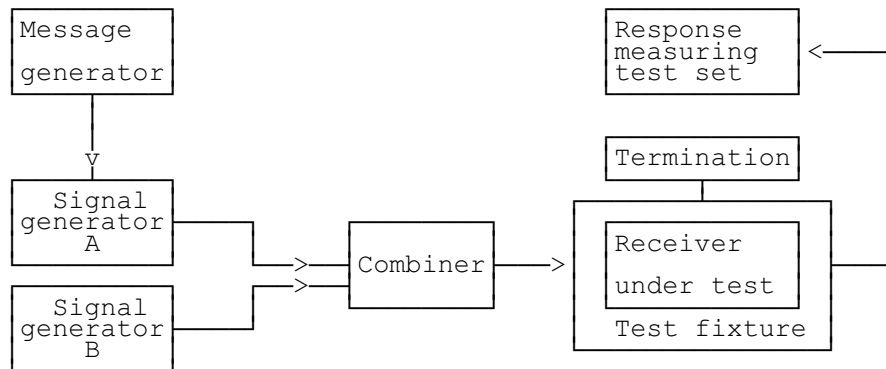 Message
generator
Response
measuring
test set
v
<
Termination
Signal
generator
A
Combiner
>
>
>
Receiver
under test
Test fixture
Signal
generator
B